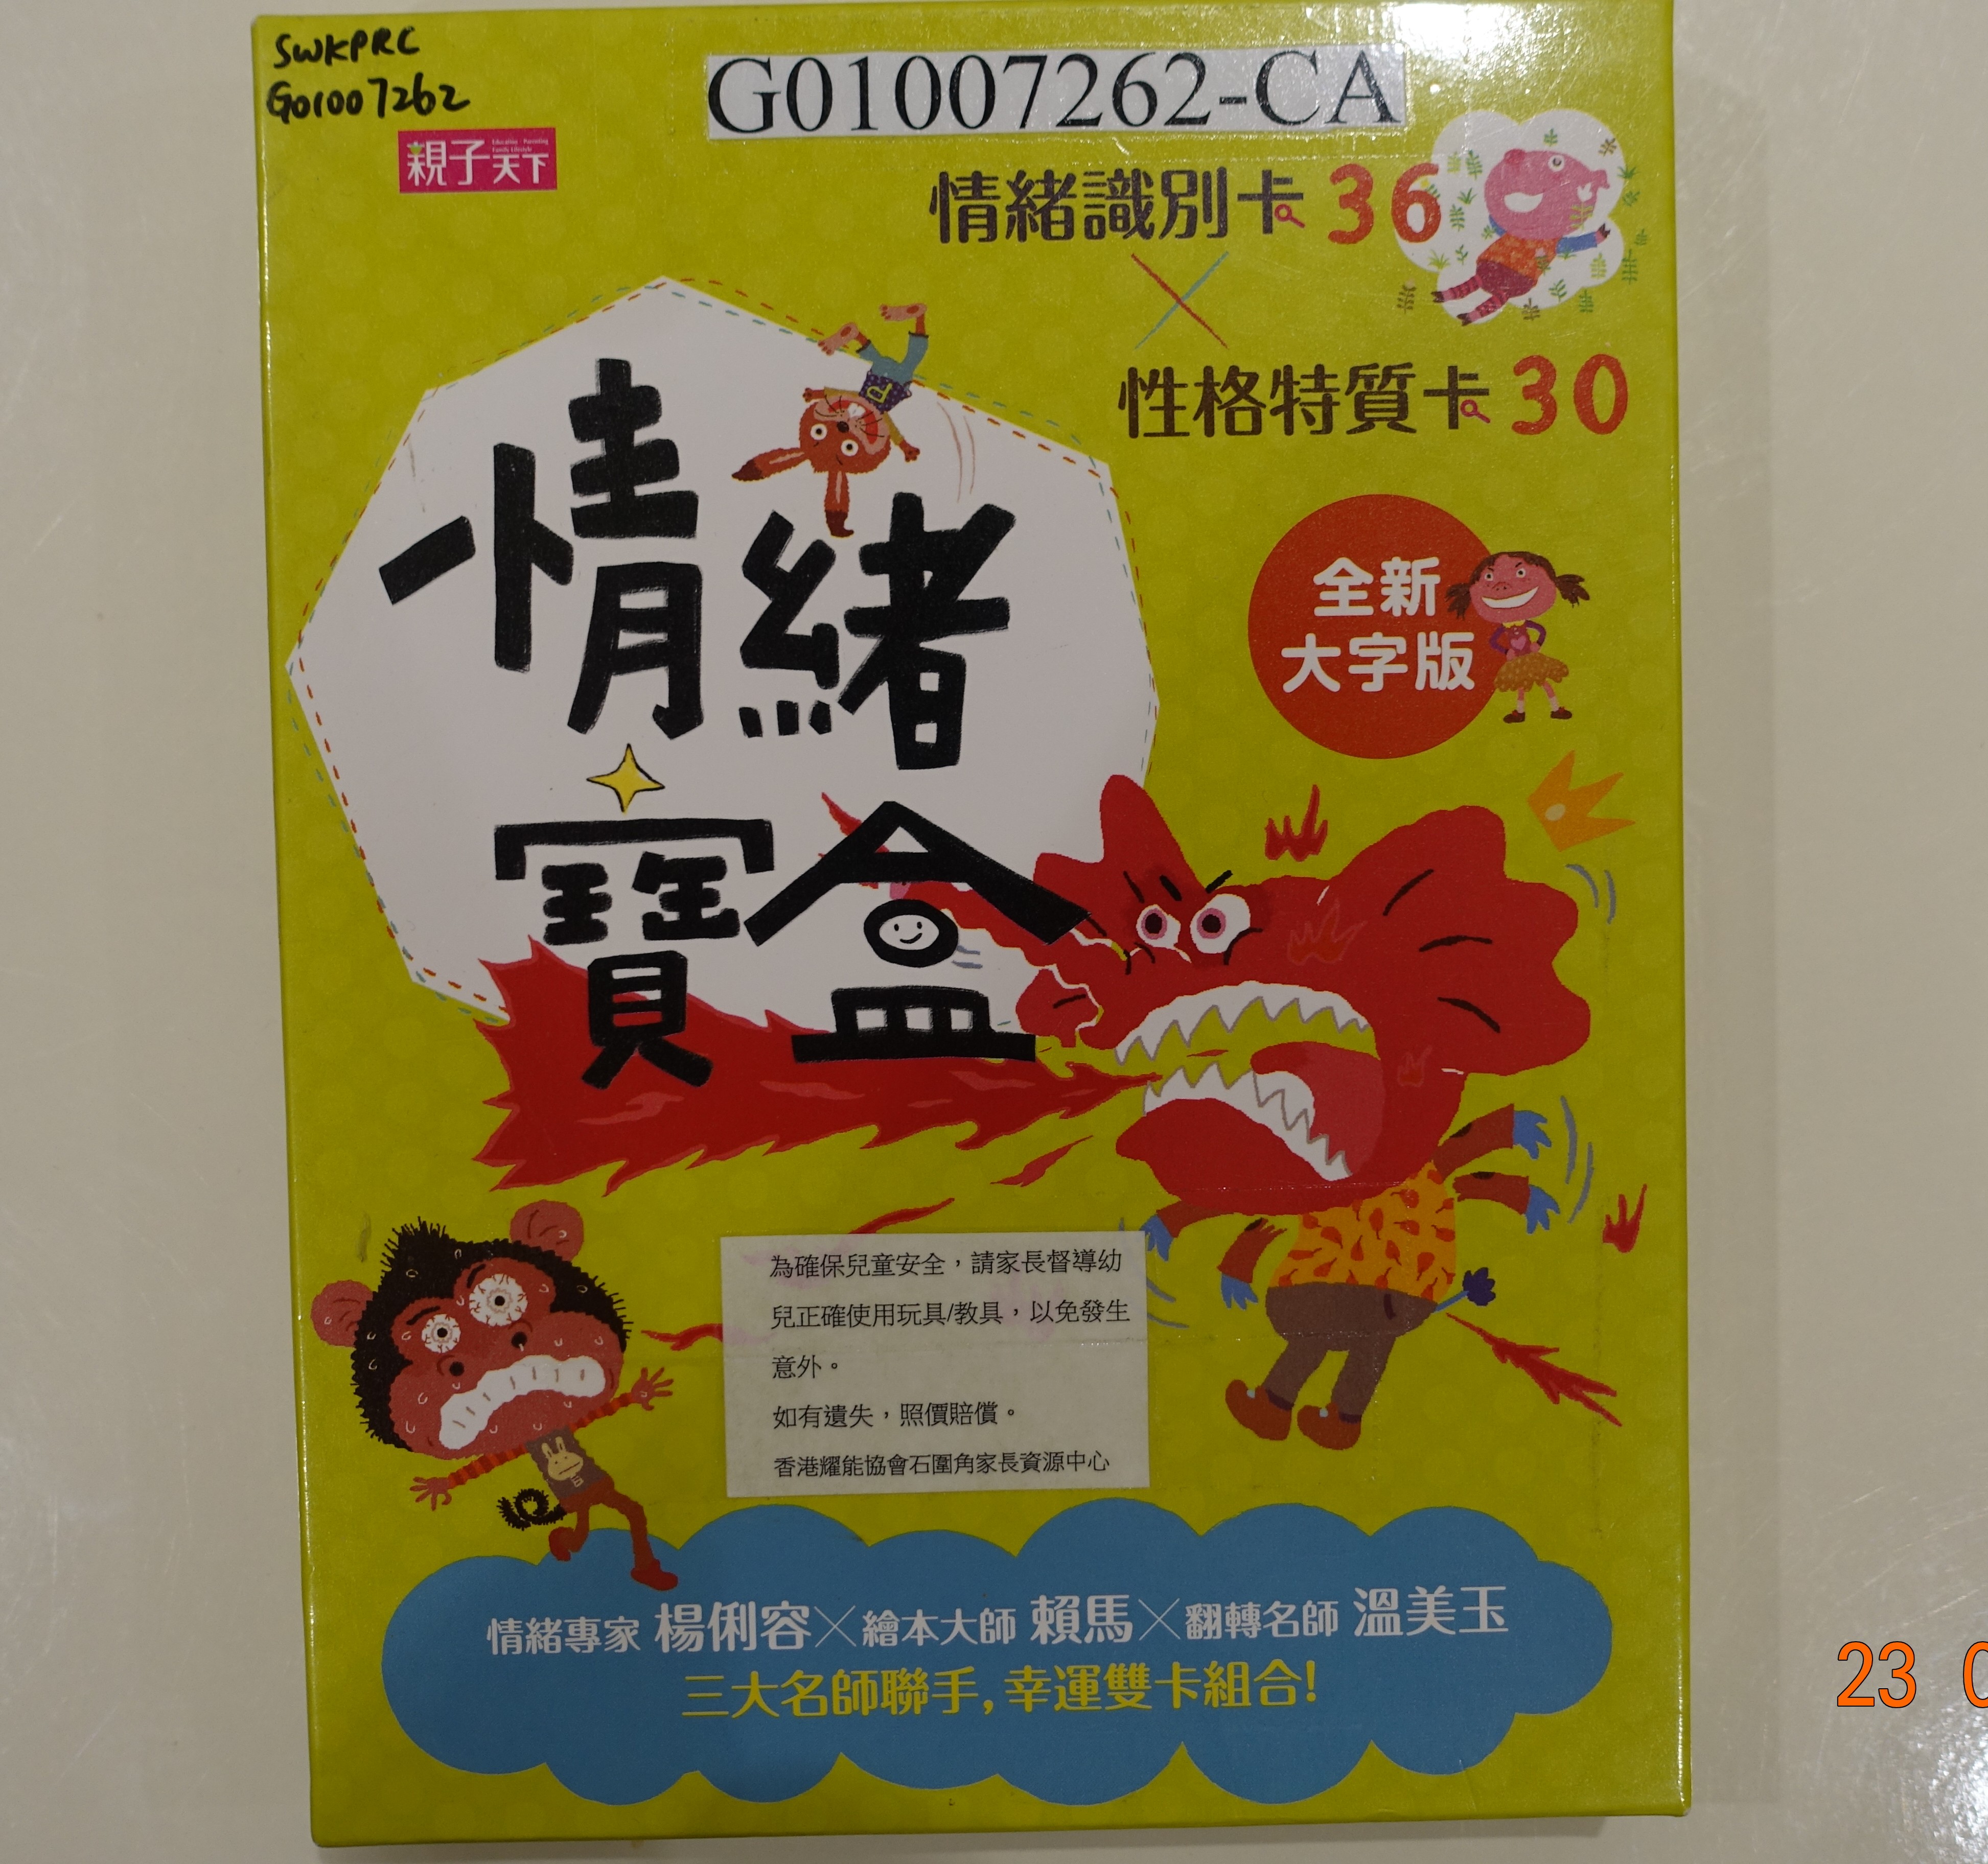 SWKPRC
G01007262
G01007262-CA
親子天下
Education · Parenting
Family Lifestyle
情緒識別卡 36
性格特質卡 30
情緒
寶盒
全新
大字版
為確保兒童安全，請家長督導幼
兒正確使用玩具/教具，以免發生
意外。
如有遺失，照價賠償。
香港耀能協會石圍角家長資源中心
情緒專家 楊俐容×繪本大師 賴馬×翻轉名師 溫美玉
三大名師聯手,幸運雙卡組合!
23 0